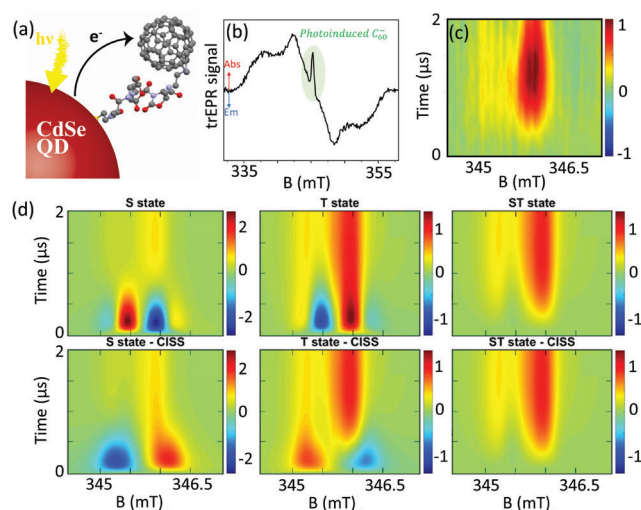 (a)
hν
e-
CdSe
QD
(b)
Photoinduced C60-
trEPR signal
Abs
Em
335
355
B (mT)
(c)
Time (μs)
2
0
345
346.5
B (mT)
1
0
-1
(d)
S state
T state
ST state
Time (μs)
2
0
2
0
-2
1
0
-1
1
0
-1
S state - CISS
T state - CISS
ST state - CISS
Time (μs)
2
0
2
0
-2
1
0
-1
1
0
-1
345
346.5
345
346.5
345
346.5
B (mT)
B (mT)
B (mT)